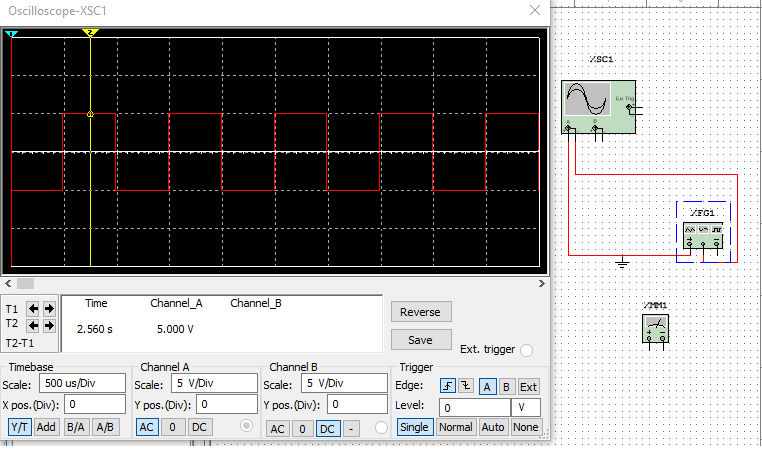 Oscilloscope-XSC1
1 2
T1
T2
T2-T1
Time Channel_A Channel_B
2.560 s 5.000 V
Reverse
Save
Ext. trigger
Timebase
Scale: 500 us/Div
X pos.(Div): 0
Y/T Add B/A A/B
Channel A
Scale: 5 V/Div
Y pos.(Div): 0
AC 0 DC
Channel B
Scale: 5 V/Div
Y pos.(Div): 0
AC 0 DC -
Trigger
Edge: A B Ext
Level: 0 V
Single Normal Auto None
XSC1
Ext Trig
A B
XFG1
XMM1